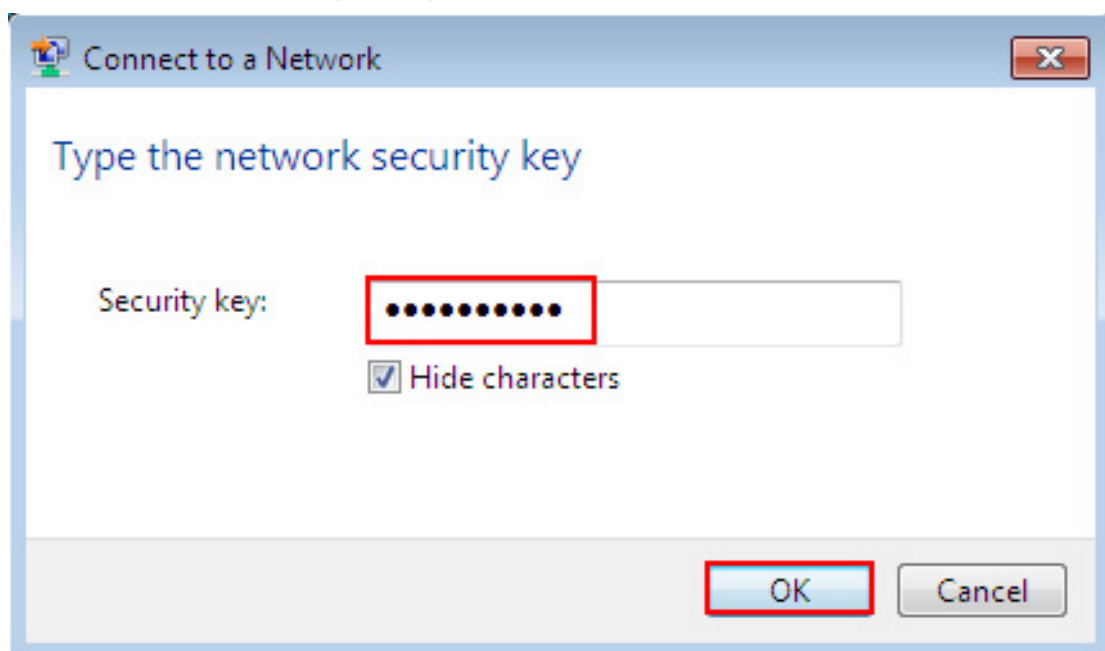 Connect to a Network
Type the network security key
Security key: ••••••••••
Hide characters
OK Cancel